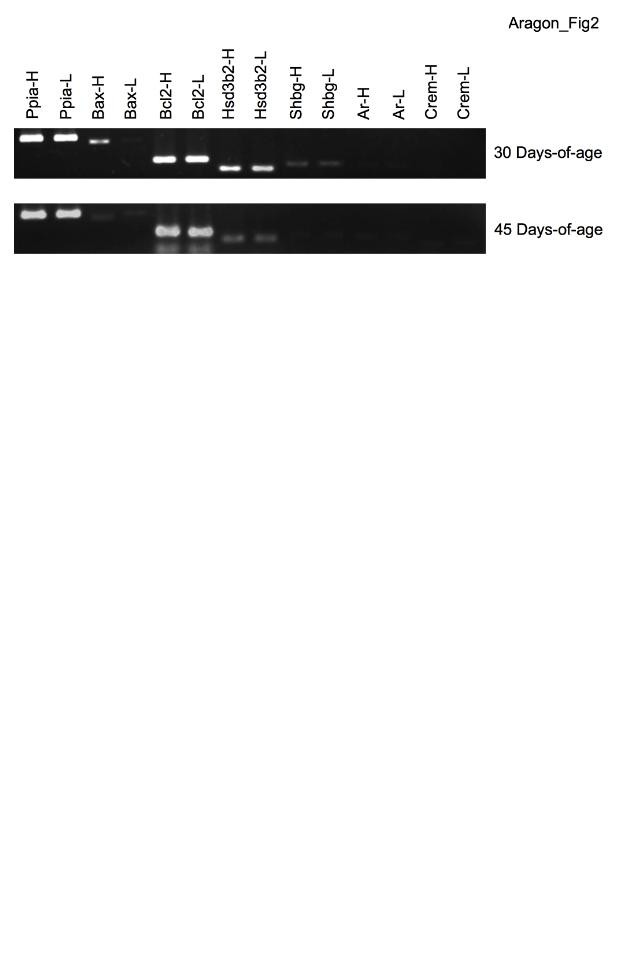 Aragon_Fig2
Ppia-H
Ppia-L
Bax-H
Bax-L
Bcl2-H
Bcl2-L
Hsd3b2-H
Hsd3b2-L
Shbg-H
Shbg-L
Ar-H
Ar-L
Crem-H
Crem-L
30 Days-of-age
45 Days-of-age